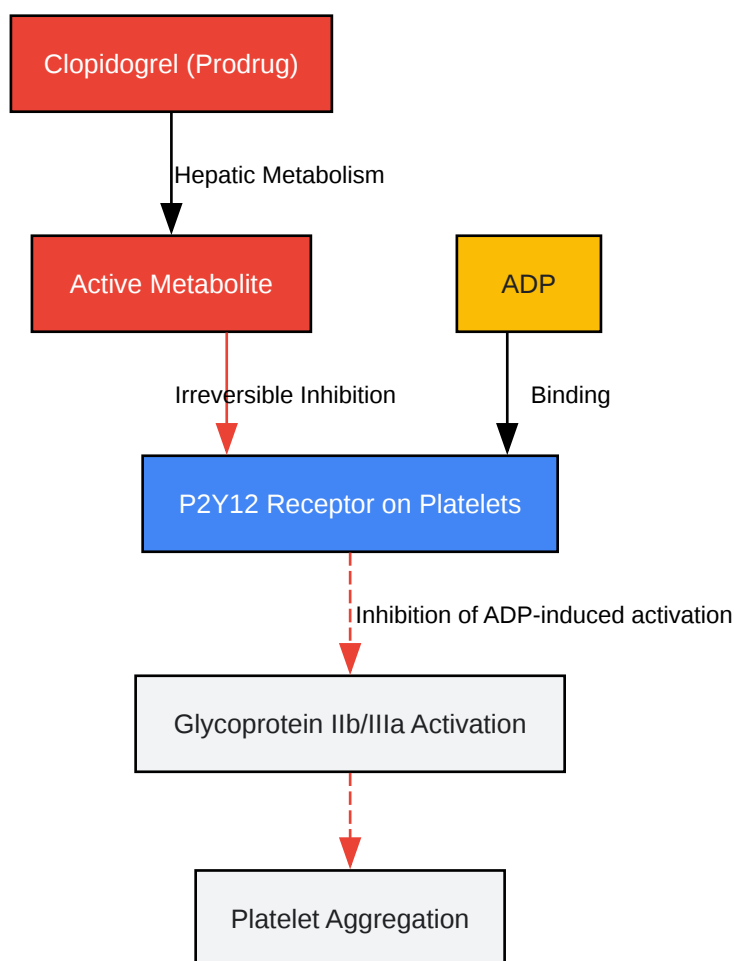 Clopidogrel (Prodrug)
Hepatic Metabolism
Active Metabolite
ADP
Irreversible Inhibition
Binding
P2Y12 Receptor on Platelets
Inhibition of ADP-induced activation
Glycoprotein IIb/IIIa Activation
Platelet Aggregation